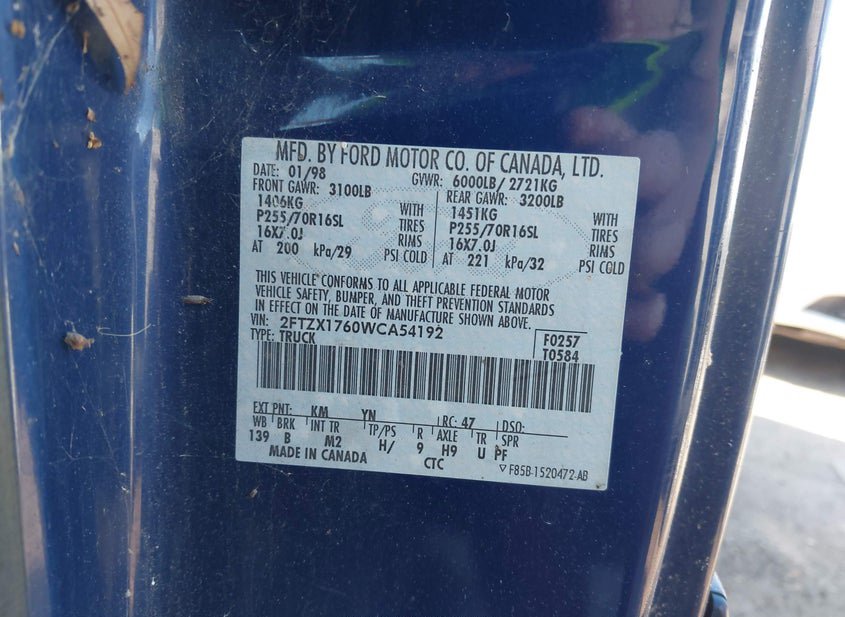 MFD. BY FORD MOTOR CO. OF CANADA, LTD.
DATE: 01/98 GVWR: 6000LB/ 2721KG
FRONT GAWR: 3100LB REAR GAWR: 3200LB
1406KG WITH 1451KG WITH
P255/70R16SL TIRES P255/70R16SL TIRES
16X7.0J RIMS 16X7.0J RIMS
AT 200 kPa/29 PSI COLD AT 221 kPa/32 PSI COLD
THIS VEHICLE CONFORMS TO ALL APPLICABLE FEDERAL MOTOR
VEHICLE SAFETY, BUMPER, AND THEFT PREVENTION STANDARDS
IN EFFECT ON THE DATE OF MANUFACTURE SHOWN ABOVE.
VIN: 2FTZX1760WCA54192 F0257
TYPE: TRUCK T0584
EXT PNT: KM YN RC: 47 DSO:
WB BRK INT TR TP/PS R AXLE TR SPR
139 B M2 H/ 9 H9 U PF
MADE IN CANADA CTC ▽ F85B-1520472-AB